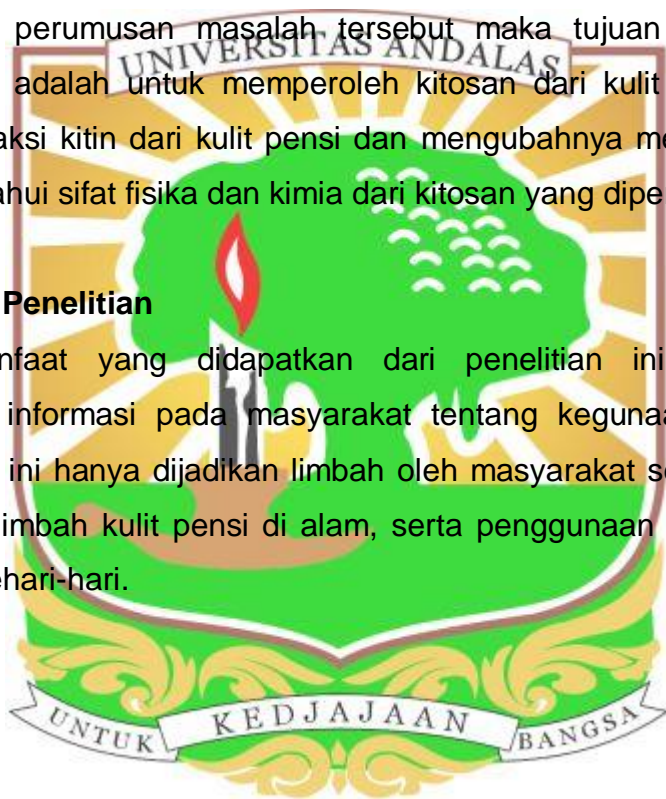 perumusan masalah tersebut maka tujuan
UNIVERSITAS ANDALAS
adalah untuk memperoleh kitosan dari kulit
aksi kitin dari kulit pensi dan mengubahnya me
ahui sifat fisika dan kimia dari kitosan yang dipe
Penelitian
nfaat yang didapatkan dari penelitian ini
informasi pada masyarakat tentang keguna
ini hanya dijadikan limbah oleh masyarakat se
imbah kulit pensi di alam, serta penggunaan
ehari-hari.
UNTUK KEDJAJAAN BANGSA